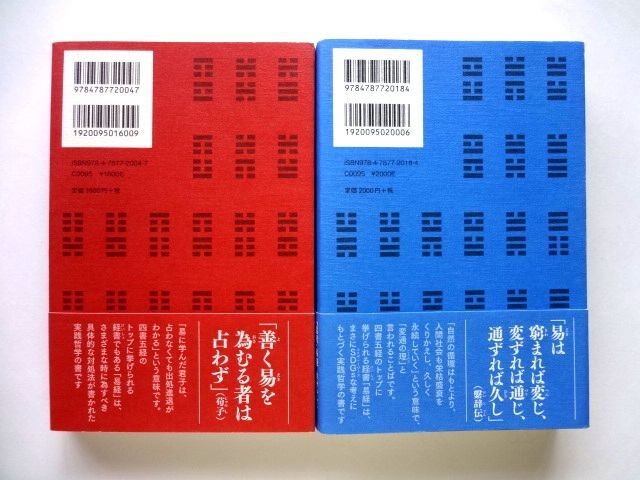 9784787720047
1920095016009
ISBN978-4-7877-2004-7
C0095 ¥1600E
定価 1600円+税
「善く易を
為むる者は
占わず」(荀子)
「易に学んだ君子は、
占わなくても出処進退が
わかる」という意味です。
四書五経の
トップに挙げられる
経書でもある「易経」は、
さまざまな時に為すべき
具体的な対処法が書かれた
実践哲学の書です
9784787720184
1920095020006
ISBN978-4-7877-2018-4
C0095 ¥2000E
定価 2000円+税
「易は
窮まれば変じ、
変ずれば通じ、
通ずれば久し」
(繋辞伝)
「自然の循環はもとより、
人間社会も栄枯盛衰を
くりかえし、久しく
永続していく」という意味で、
「変通の理」と
言われることばです。
四書五経のトップに
挙げられる経書「易経」は、
まさにSDGsな考えに
もとづく実践哲学の書です